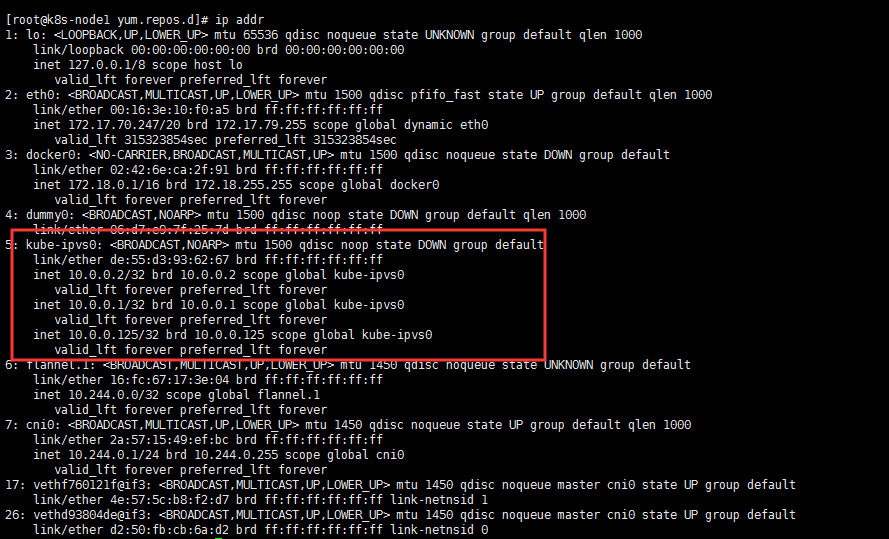 [root@k8s-node1 yum.repos.d]# ip addr
1: lo: <LOOPBACK,UP,LOWER_UP> mtu 65536 qdisc noqueue state UNKNOWN group default qlen 1000
link/loopback 00:00:00:00:00:00 brd 00:00:00:00:00:00
inet 127.0.0.1/8 scope host lo
valid_lft forever preferred_lft forever
2: eth0: <BROADCAST,MULTICAST,UP,LOWER_UP> mtu 1500 qdisc pfifo_fast state UP group default qlen 1000
link/ether 00:16:3e:10:f0:a5 brd ff:ff:ff:ff:ff:ff
inet 172.17.70.247/20 brd 172.17.79.255 scope global dynamic eth0
valid_lft 315323854sec preferred_lft 315323854sec
3: docker0: <NO-CARRIER,BROADCAST,MULTICAST,UP> mtu 1500 qdisc noqueue state DOWN group default
link/ether 02:42:6e:ca:2f:91 brd ff:ff:ff:ff:ff:ff
inet 172.18.0.1/16 brd 172.18.255.255 scope global docker0
valid_lft forever preferred_lft forever
4: dummy0: <BROADCAST,NOARP> mtu 1500 qdisc noop state DOWN group default qlen 1000
link/ether 06:d7:e9:7f:25:7d brd ff:ff:ff:ff:ff:ff
5: kube-ipvs0: <BROADCAST,NOARP> mtu 1500 qdisc noop state DOWN group default
link/ether de:55:d3:93:62:67 brd ff:ff:ff:ff:ff:ff
inet 10.0.0.2/32 brd 10.0.0.2 scope global kube-ipvs0
valid_lft forever preferred_lft forever
inet 10.0.0.1/32 brd 10.0.0.1 scope global kube-ipvs0
valid_lft forever preferred_lft forever
inet 10.0.0.125/32 brd 10.0.0.125 scope global kube-ipvs0
valid_lft forever preferred_lft forever
6: flannel.1: <BROADCAST,MULTICAST,UP,LOWER_UP> mtu 1450 qdisc noqueue state UNKNOWN group default
link/ether 16:fc:67:17:3e:04 brd ff:ff:ff:ff:ff:ff
inet 10.244.0.0/32 scope global flannel.1
valid_lft forever preferred_lft forever
7: cni0: <BROADCAST,MULTICAST,UP,LOWER_UP> mtu 1450 qdisc noqueue state UP group default qlen 1000
link/ether 2a:57:15:49:ef:bc brd ff:ff:ff:ff:ff:ff
inet 10.244.0.1/24 brd 10.244.0.255 scope global cni0
valid_lft forever preferred_lft forever
17: vethf760121f@if3: <BROADCAST,MULTICAST,UP,LOWER_UP> mtu 1450 qdisc noqueue master cni0 state UP group default
link/ether 4e:57:5c:b8:f2:d7 brd ff:ff:ff:ff:ff:ff link-netnsid 1
26: vethd93804de@if3: <BROADCAST,MULTICAST,UP,LOWER_UP> mtu 1450 qdisc noqueue master cni0 state UP group default
link/ether d2:50:fb:cb:6a:d2 brd ff:ff:ff:ff:ff:ff link-netnsid 0